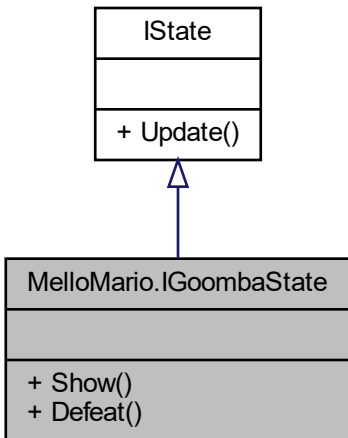 IState
+ Update()
MelloMario.IGoombaState
+ Show()
+ Defeat()